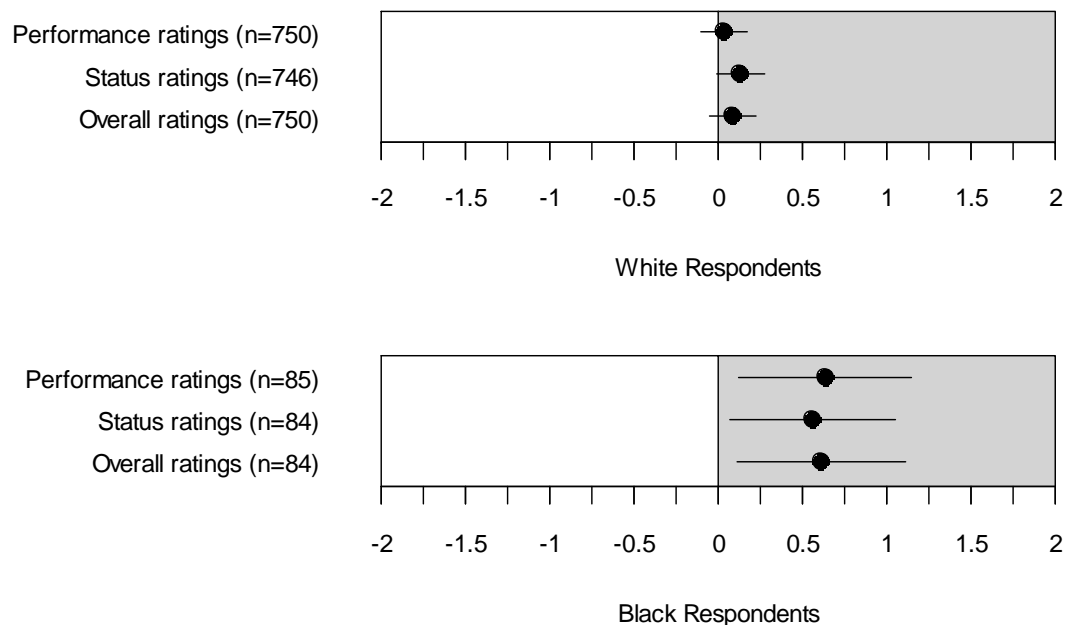 Performance ratings (n=750)
Status ratings (n=746)
Overall ratings (n=750)
-2 -1.5 -1 -0.5 0 0.5 1 1.5 2
White Respondents
Performance ratings (n=85)
Status ratings (n=84)
Overall ratings (n=84)
-2 -1.5 -1 -0.5 0 0.5 1 1.5 2
Black Respondents